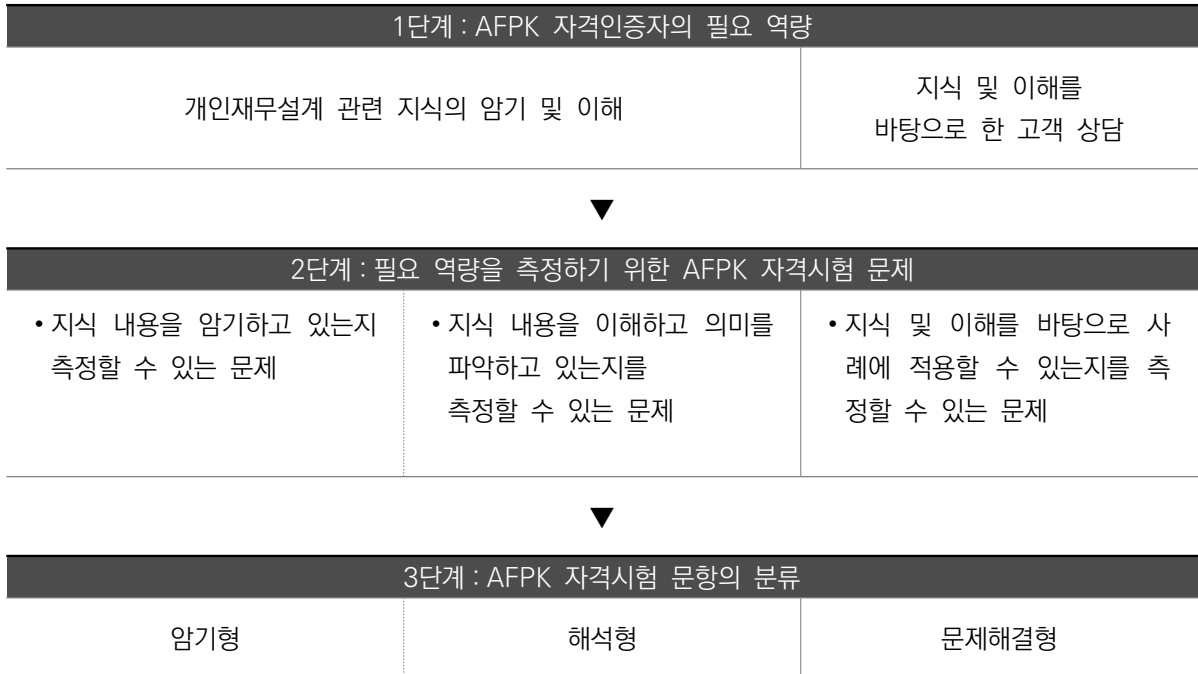 1단계 : AFPK 자격인증자의 필요 역량
개인재무설계 관련 지식의 암기 및 이해
지식 및 이해를
바탕으로 한 고객 상담
▼
2단계 : 필요 역량을 측정하기 위한 AFPK 자격시험 문제
• 지식 내용을 암기하고 있는지
측정할 수 있는 문제
• 지식 내용을 이해하고 의미를
파악하고 있는지를
측정할 수 있는 문제
• 지식 및 이해를 바탕으로 사
례에 적용할 수 있는지를 측
정할 수 있는 문제
▼
3단계 : AFPK 자격시험 문항의 분류
암기형
해석형
문제해결형